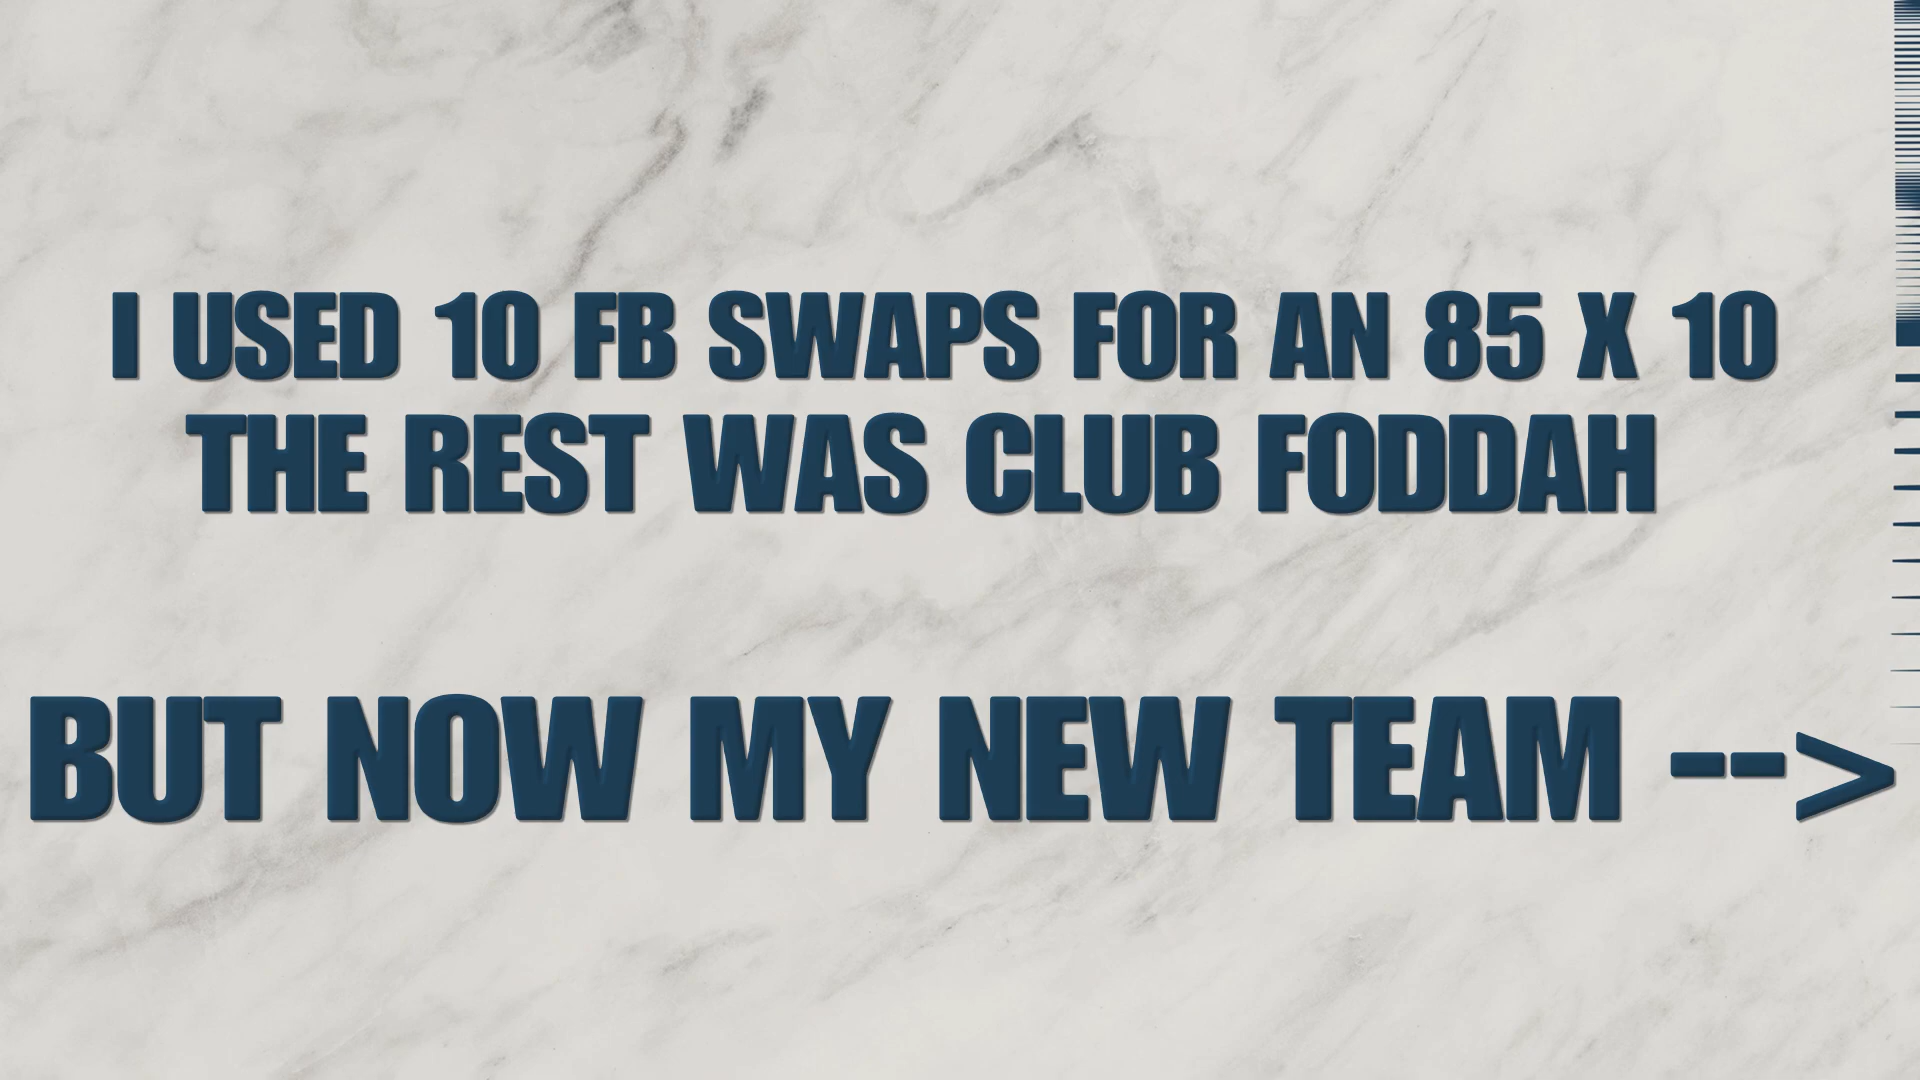 I USED 10 FB SWAPS FOR AN 85 X 10
THE REST WAS CLUB FODDAH
BUT NOW MY NEW TEAM -->